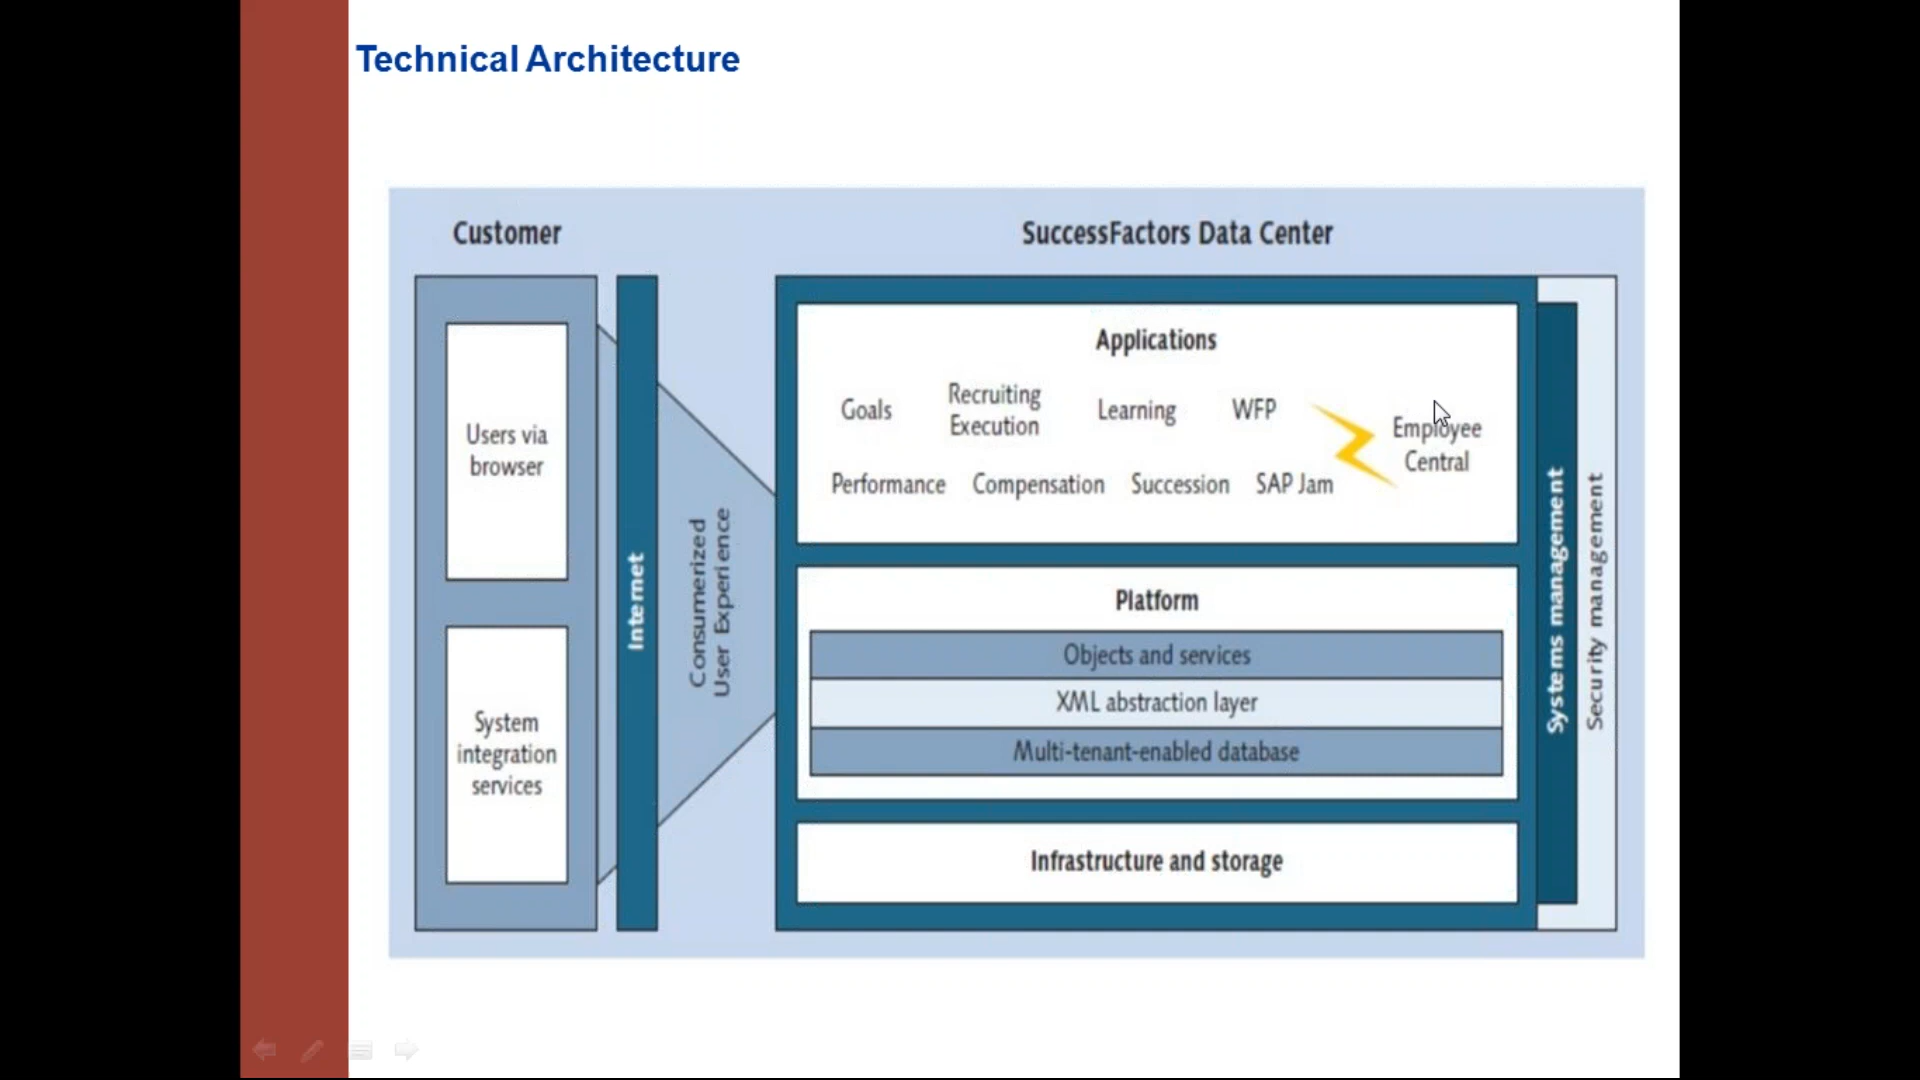 Technical Architecture
Customer
SuccessFactors Data Center
Users via
browser
System
integration
services
Internet
Consumerized
User Experience
Applications
Goals
Recruiting
Execution
Learning
WFP
Employee
Central
Performance
Compensation
Succession
SAP Jam
Platform
Objects and services
XML abstraction layer
Multi-tenant-enabled database
Infrastructure and storage
Systems management
Security management